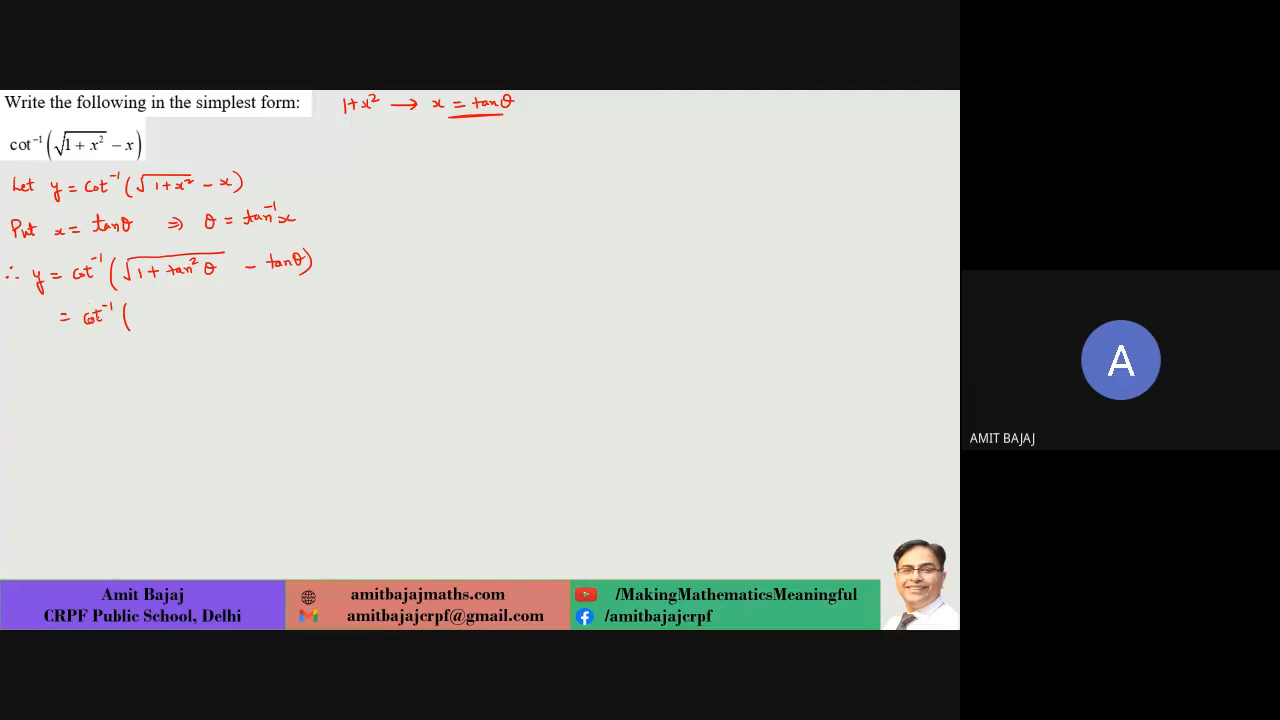 Write the following in the simplest form:
1+x² → x = tanθ
cot⁻¹(√(1 + x²) − x)
Let y = cot⁻¹(√(1+x²) − x)
Put x = tanθ ⇒ θ = tan⁻¹x
∴ y = cot⁻¹(√(1 + tan²θ) − tanθ)
= cot⁻¹(
A
AMIT BAJAJ
Amit Bajaj
CRPF Public School, Delhi
amitbajajmaths.com
amitbajajcrpf@gmail.com
/MakingMathematicsMeaningful
/amitbajajcrpf